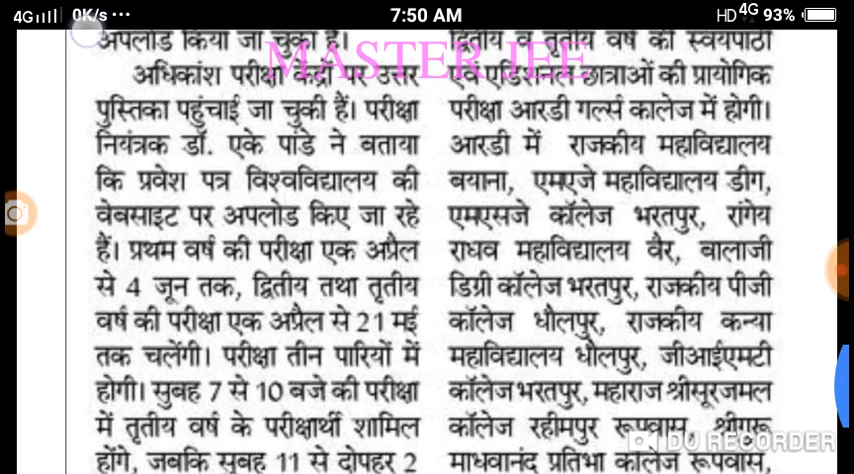 4G 0K/s ••• 7:50 AM HD 4G 93%
MASTER JEE
अपलोड किया जा चुका है।
अधिकांश परीक्षा केंद्रों पर उत्तर
पुस्तिका पहुंचाई जा चुकी हैं। परीक्षा
नियंत्रक डॉ. एके पांडे ने बताया
कि प्रवेश पत्र विश्वविद्यालय की
वेबसाइट पर अपलोड किए जा रहे
हैं। प्रथम वर्ष की परीक्षा एक अप्रैल
से 4 जून तक, द्वितीय तथा तृतीय
वर्ष की परीक्षा एक अप्रैल से 21 मई
तक चलेंगी। परीक्षा तीन पारियों में
होगी। सुबह 7 से 10 बजे की परीक्षा
में तृतीय वर्ष के परीक्षार्थी शामिल
होंगे, जबकि सुबह 11 से दोपहर 2
द्वितीय व तृतीय वर्ष की स्वयंपाठी
एवं एडिशनल छात्राओं की प्रायोगिक
परीक्षा आरडी गर्ल्स कालेज में होगी।
आरडी में राजकीय महाविद्यालय
बयाना, एमएजे महाविद्यालय डीग,
एमएसजे कॉलेज भरतपुर, रांगेय
राधव महाविद्यालय वैर, बालाजी
डिग्री कॉलेज भरतपुर, राजकीय पीजी
कॉलेज धौलपुर, राजकीय कन्या
महाविद्यालय धौलपुर, जीआईएमटी
कॉलेज भरतपुर, महाराज श्रीसूरजमल
कॉलेज रहीमपुर रूपवास, श्रीगुरू
माधवानंद प्रतिभा कॉलेज रूपवास,
DU RECORDER